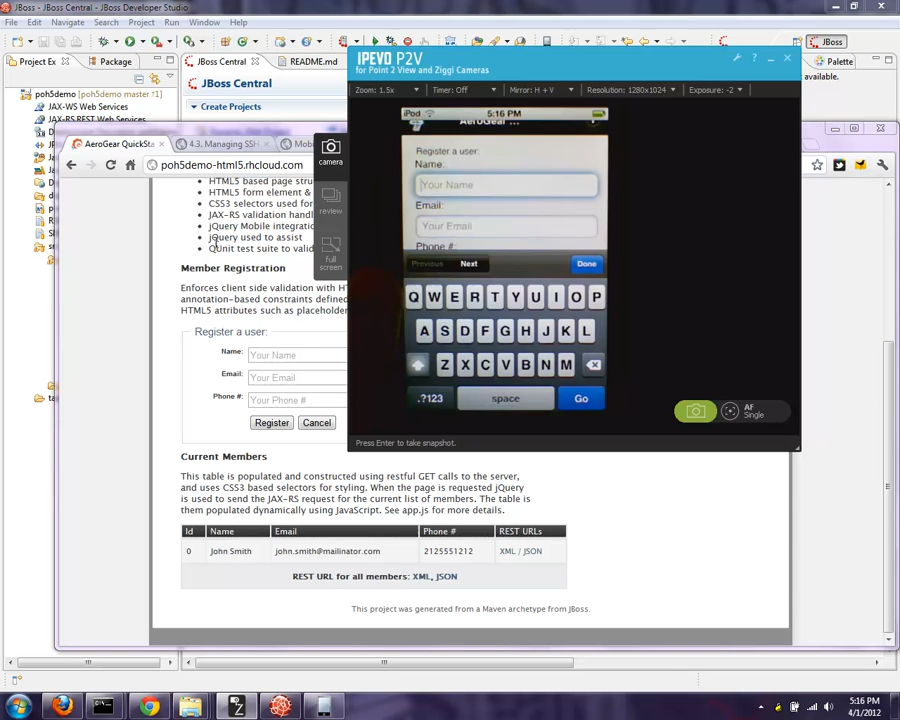 JBoss - JBoss Developer Studio
File Edit Navigate Search Project Run Window Help
JBoss
Project Ex
Package
JBoss Central
README.md
Palette
JBoss Central
Create Projects
available.
poh5demo [poh5demo master ↑1]
JAX-WS Web Services
JAX-RS REST Web Services
AeroGear QuickSta
4.3. Managing SSH
Mob
poh5demo-html5.rhcloud.com
HTML5 based page stru
HTML5 form element &
CSS3 selectors used for
JAX-RS validation handl
jQuery Mobile integratio
jQuery used to assist
QUnit test suite to valid
Member Registration
Enforces client side validation with HT
annotation-based constraints defined
HTML5 attributes such as placeholder
Register a user:
Name:
Your Name
Email:
Your Email
Phone #:
Your Phone #
Register
Cancel
Current Members
This table is populated and constructed using restful GET calls to the server,
and uses CSS3 based selectors for styling. When the page is requested jQuery
is used to send the JAX-RS request for the current list of members. The table is
them populated dynamically using JavaScript. See app.js for more details.
Id Name Email Phone # REST URLs
0 John Smith john.smith@mailinator.com 2125551212 XML / JSON
REST URL for all members: XML, JSON
This project was generated from a Maven archetype from JBoss.
camera
review
full
screen
IPEVO P2V
for Point 2 View and Ziggi Cameras
Zoom: 1.5x Timer: Off Mirror: H + V Resolution: 1280x1024 Exposure: -2
iPod 5:16 PM
AeroGear ...
Register a user:
Name:
Your Name
Email:
Your Email
Phone #:
Previous Next Done
Q W E R T Y U I O P
A S D F G H J K L
Z X C V B N M
.?123 space Go
AF
Single
Press Enter to take snapshot.
5:16 PM
4/1/2012